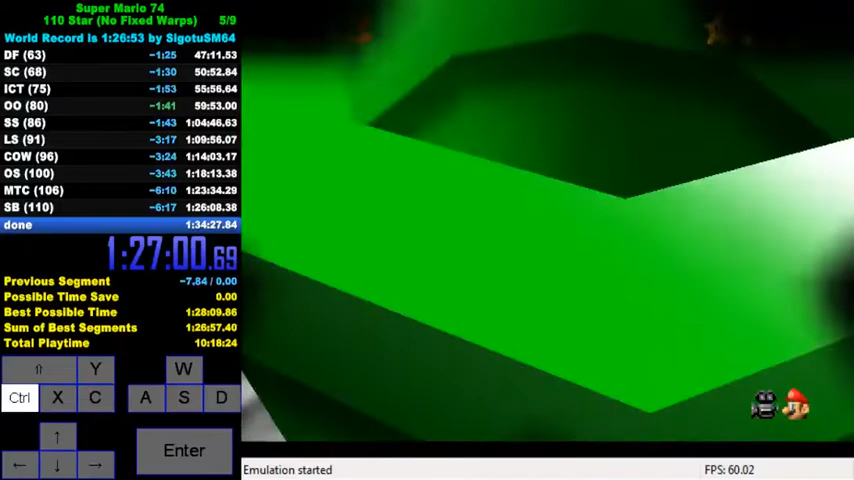 Super Mario 74
110 Star (No Fixed Warps) 5/9
World Record is 1:26:53 by SigotuSM64
DF (63) −1:25 47:11.53
SC (68) −1:30 50:52.84
ICT (75) −1:53 55:56.64
OO (80) −1:41 59:53.00
SS (86) −1:43 1:04:46.63
LS (91) −3:17 1:09:56.07
COW (96) −3:24 1:14:03.17
OS (100) −3:43 1:18:13.38
MTC (106) −6:10 1:23:34.29
SB (110) −6:17 1:26:08.38
done 1:34:27.84
1:27:00.69
Previous Segment −7.84 / 0.00
Possible Time Save 0.00
Best Possible Time 1:28:09.86
Sum of Best Segments 1:26:57.40
Total Playtime 10:18:24
⇧ Y W
Ctrl X C A S D
↑
← ↓ → Enter
Emulation started FPS: 60.02